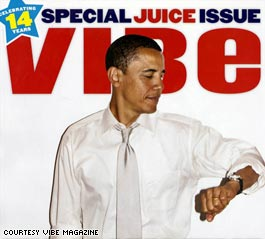 CELEBRATING
14
YEARS
SPECIAL JUICE ISSUE
VIBE
COURTESY VIBE MAGAZINE